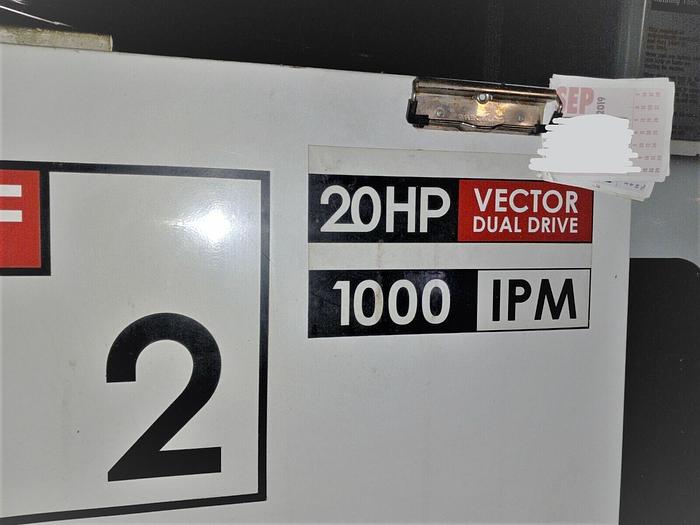 F
2
20HP
VECTOR
DUAL DRIVE
1000 IPM
SEP
2019